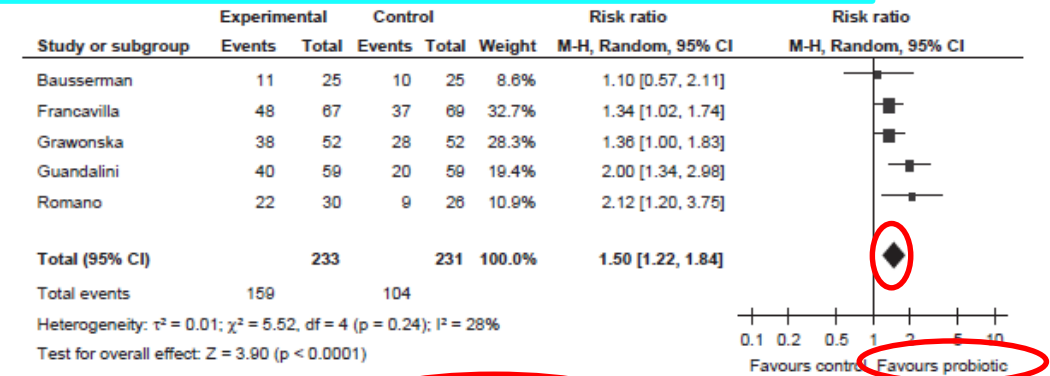 Experimental Control Risk ratio Risk ratio
Study or subgroup Events Total Events Total Weight M-H, Random, 95% CI M-H, Random, 95% CI
Bausserman 11 25 10 25 8.6% 1.10 [0.57, 2.11]
Francavilla 48 67 37 69 32.7% 1.34 [1.02, 1.74]
Grawonska 38 52 28 52 28.3% 1.36 [1.00, 1.83]
Guandalini 40 59 20 59 19.4% 2.00 [1.34, 2.98]
Romano 22 30 9 26 10.9% 2.12 [1.20, 3.75]
Total (95% CI) 233 231 100.0% 1.50 [1.22, 1.84]
Total events 159 104
Heterogeneity: τ² = 0.01; χ² = 5.52, df = 4 (p = 0.24); I² = 28%
Test for overall effect: Z = 3.90 (p < 0.0001)
0.1 0.2 0.5 1 2 5 10
Favours control Favours probiotic